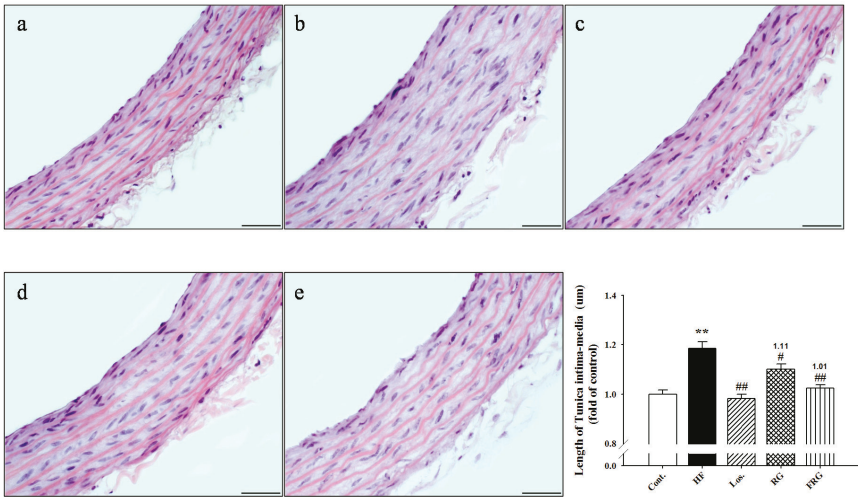 a
b
c
d
e
Length of Tunica intima-media (um)
(fold of control)
1.4
1.2
1.0
0.8
0.0
**
##
1.11
#
1.01
##
Cont.
HF
Los.
RG
FRG